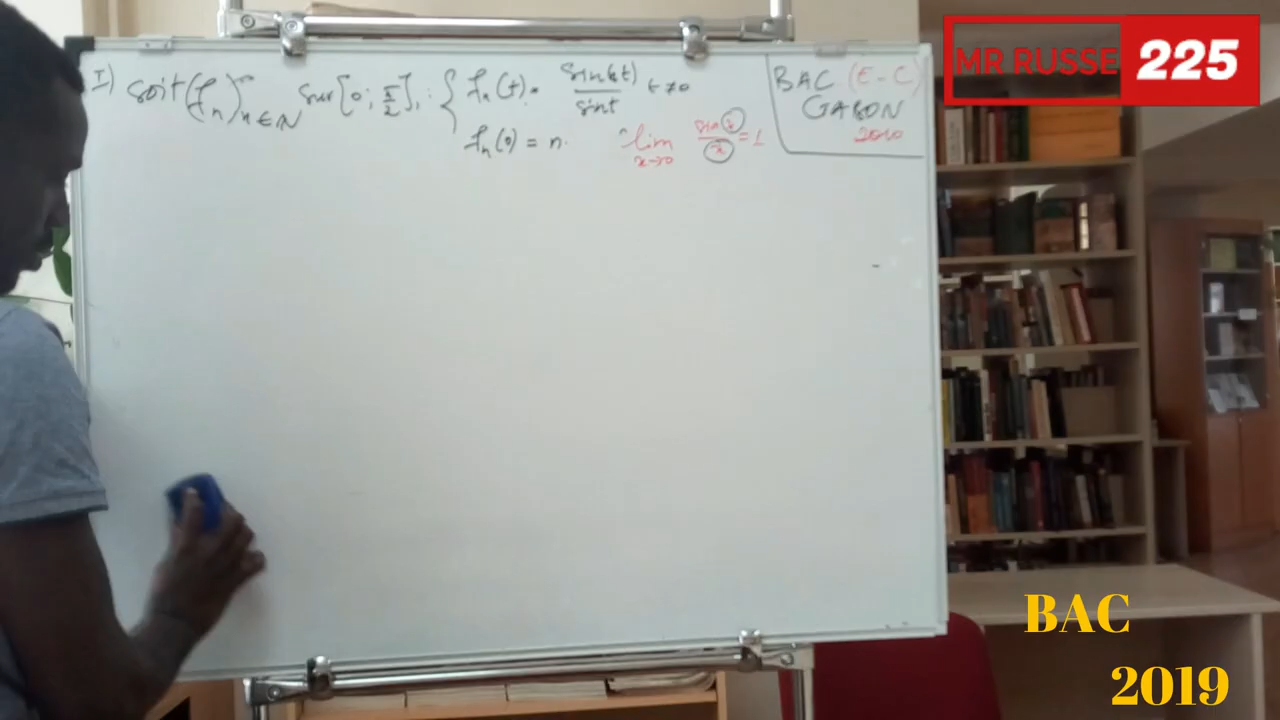 I) Soit (fn) n∈N sur [0; π/2], : { fn(t) = sin(nt)/sint t≠0
fn(0) = n. lim x→0 sin(x)/x = 1
BAC (E-C)
GABON
2010
MR RUSSE 225
BAC
2019